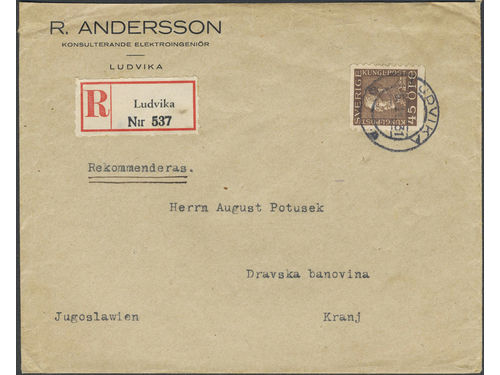 R. ANDERSSON
KONSULTERANDE ELEKTROINGENIÖR
LUDVIKA
R
Ludvika
Nr 537
SVERIGE
KUNGLPOST
45 ÖRE
LUDVIKA
Rekommenderas.
Herrn August Potusek
Dravska banovina
Jugoslawien
Kranj